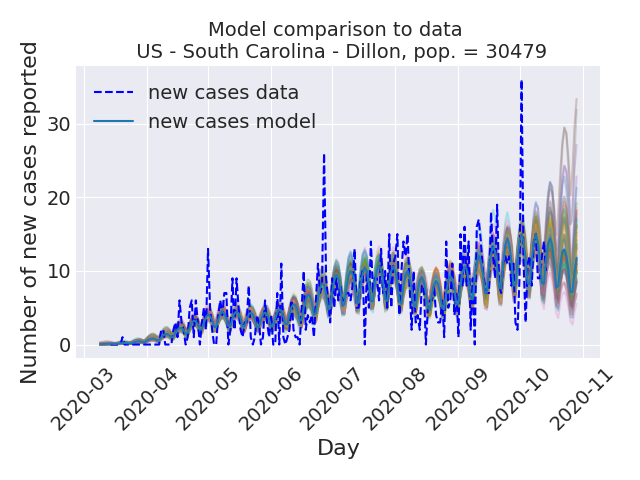 Model comparison to data
US - South Carolina - Dillon, pop. = 30479
Number of new cases reported
new cases data
new cases model
30
20
10
0
2020-03
2020-04
2020-05
2020-06
2020-07
2020-08
2020-09
2020-10
2020-11
Day